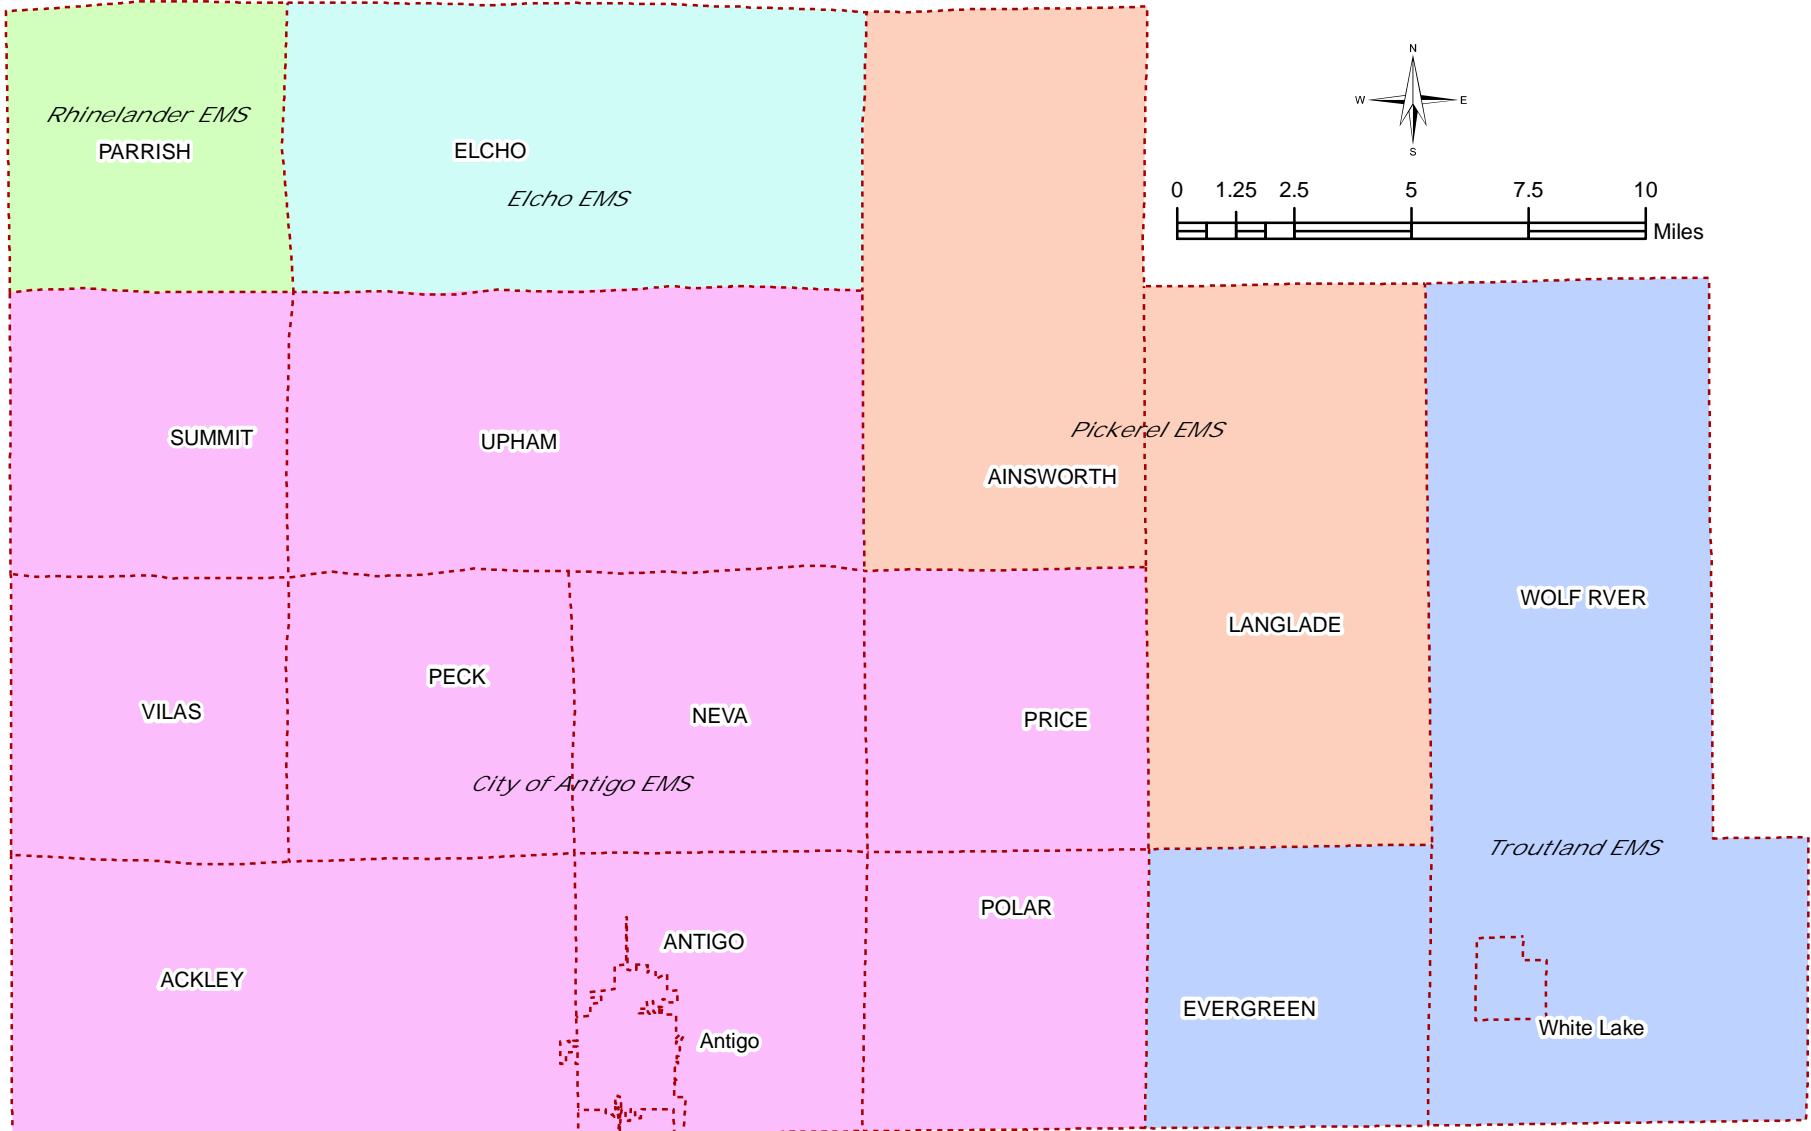 N
W E
S
Rhinelander EMS
PARRISH
ELCHO
Elcho EMS
0 1.25 2.5 5 7.5 10
Miles
SUMMIT
UPHAM
Pickerel EMS
AINSWORTH
WOLF RVER
LANGLADE
PECK
VILAS
NEVA
PRICE
City of Antigo EMS
Troutland EMS
POLAR
ANTIGO
ACKLEY
EVERGREEN
White Lake
Antigo